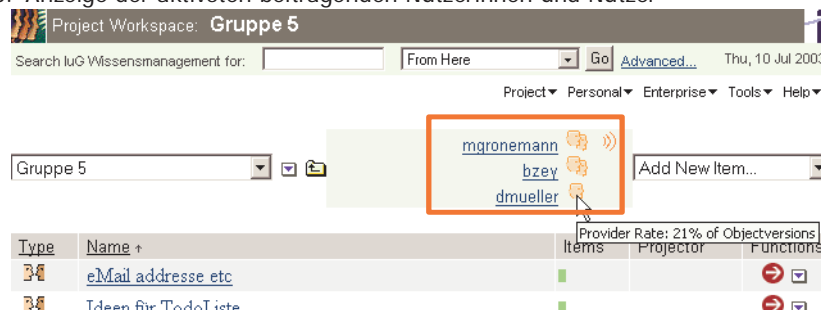 Project Workspace: Gruppe 5
Search IuG Wissensmanagement for: From Here Go Advanced... Thu, 10 Jul 2003
Project Personal Enterprise Tools Help
mgronemann
bzey
dmueller
Gruppe 5 Add New Item...
Provider Rate: 21% of Objectversions
Type Name Items Projector Functions
eMail addresse etc
Ideen für TodoListe